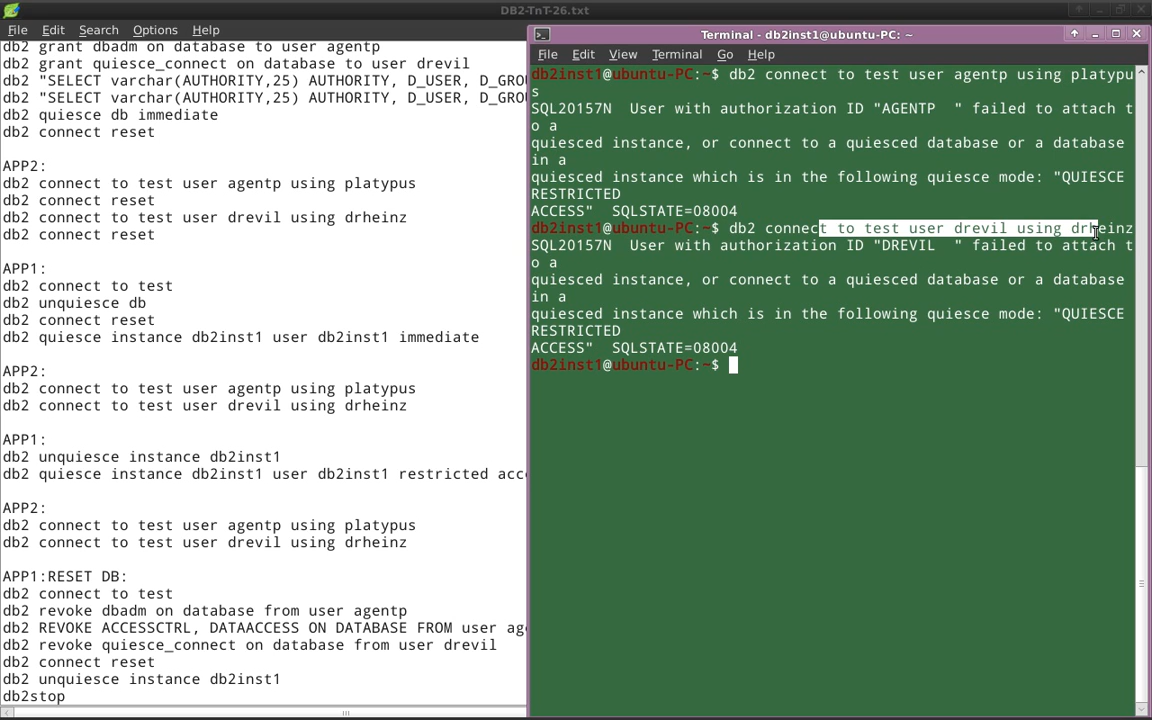 DB2-TnT-26.txt
File Edit Search Options Help
db2 grant dbadm on database to user agentp
db2 grant quiesce_connect on database to user drevil
db2 "SELECT varchar(AUTHORITY,25) AUTHORITY, D_USER, D_GROU
db2 "SELECT varchar(AUTHORITY,25) AUTHORITY, D_USER, D_GROU
db2 quiesce db immediate
db2 connect reset
APP2:
db2 connect to test user agentp using platypus
db2 connect reset
db2 connect to test user drevil using drheinz
db2 connect reset
APP1:
db2 connect to test
db2 unquiesce db
db2 connect reset
db2 quiesce instance db2inst1 user db2inst1 immediate
APP2:
db2 connect to test user agentp using platypus
db2 connect to test user drevil using drheinz
APP1:
db2 unquiesce instance db2inst1
db2 quiesce instance db2inst1 user db2inst1 restricted acc
APP2:
db2 connect to test user agentp using platypus
db2 connect to test user drevil using drheinz
APP1:RESET DB:
db2 connect to test
db2 revoke dbadm on database from user agentp
db2 REVOKE ACCESSCTRL, DATAACCESS ON DATABASE FROM user age
db2 revoke quiesce_connect on database from user drevil
db2 connect reset
db2 unquiesce instance db2inst1
db2stop
Terminal - db2inst1@ubuntu-PC: ~
File Edit View Terminal Go Help
db2inst1@ubuntu-PC:~$ db2 connect to test user agentp using platypu
s
SQL20157N  User with authorization ID "AGENTP  " failed to attach t
o a
quiesced instance, or connect to a quiesced database or a database
in a
quiesced instance which is in the following quiesce mode: "QUIESCE
RESTRICTED
ACCESS"  SQLSTATE=08004
db2inst1@ubuntu-PC:~$ db2 connect to test user drevil using drheinz
SQL20157N  User with authorization ID "DREVIL  " failed to attach t
o a
quiesced instance, or connect to a quiesced database or a database
in a
quiesced instance which is in the following quiesce mode: "QUIESCE
RESTRICTED
ACCESS"  SQLSTATE=08004
db2inst1@ubuntu-PC:~$